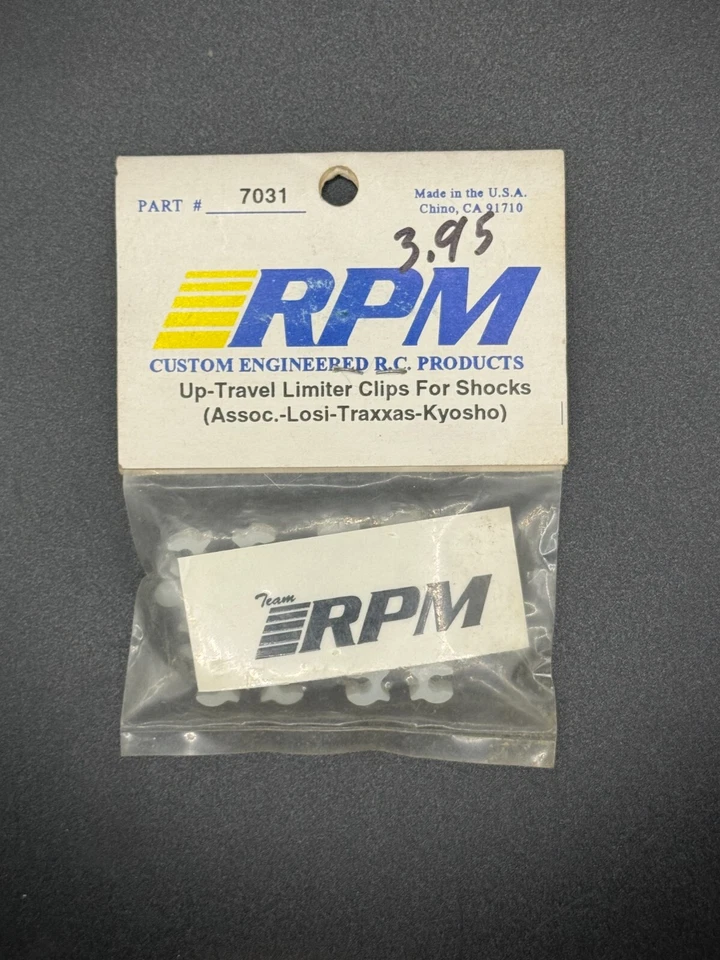 PART # 7031
Made in the U.S.A.
Chino, CA 91710
3.95
RPM
CUSTOM ENGINEERED R.C. PRODUCTS
Up-Travel Limiter Clips For Shocks
(Assoc.-Losi-Traxxas-Kyosho)
Team
RPM